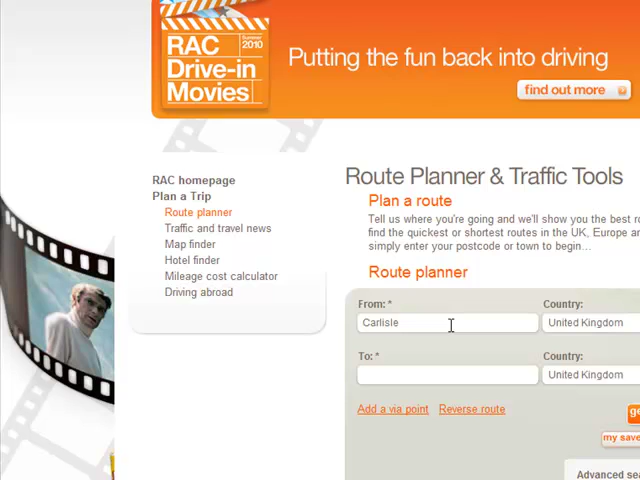 RAC
Summer
2010
Drive-in
Movies
Putting the fun back into driving
find out more
RAC homepage
Plan a Trip
Route planner
Traffic and travel news
Map finder
Hotel finder
Mileage cost calculator
Driving abroad
Route Planner & Traffic Tools
Plan a route
Tell us where you're going and we'll show you the best ro
find the quickest or shortest routes in the UK, Europe a
simply enter your postcode or town to begin...
Route planner
From: * Country:
Carlisle United Kingdom
To: * Country:
United Kingdom
Add a via point Reverse route
ge
my save
Advanced sea